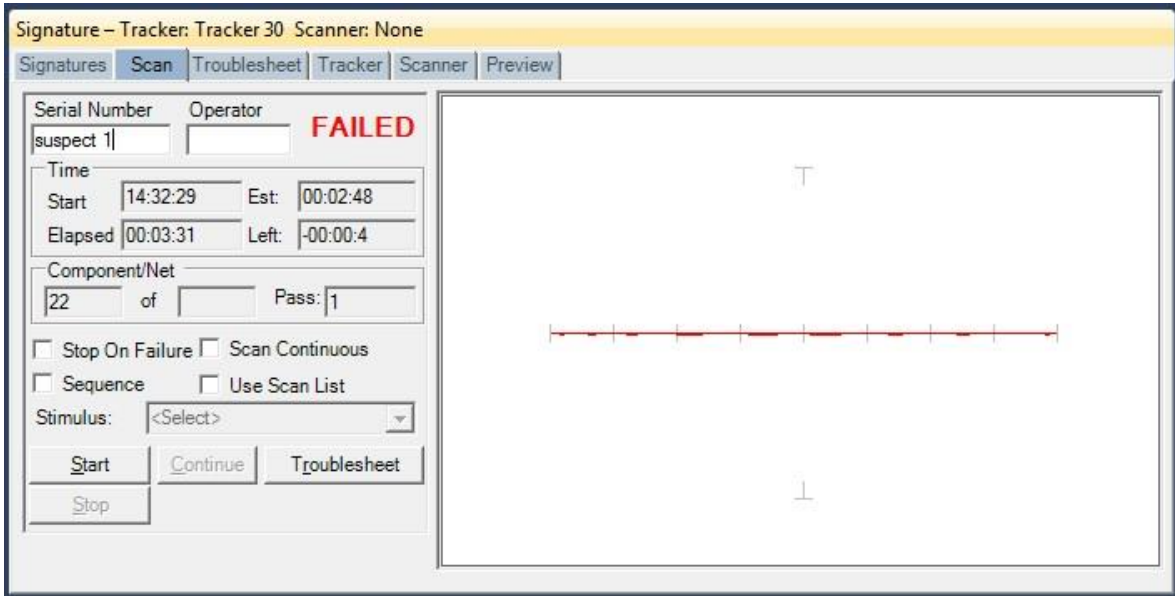 Signature – Tracker: Tracker 30 Scanner: None
Signatures Scan Troublesheet Tracker Scanner Preview
Serial Number Operator
suspect 1
FAILED
Time
Start 14:32:29 Est: 00:02:48
Elapsed 00:03:31 Left: -00:00:4
Component/Net
22 of Pass: 1
Stop On Failure Scan Continuous
Sequence Use Scan List
Stimulus: <Select>
Start Continue Troublesheet
Stop